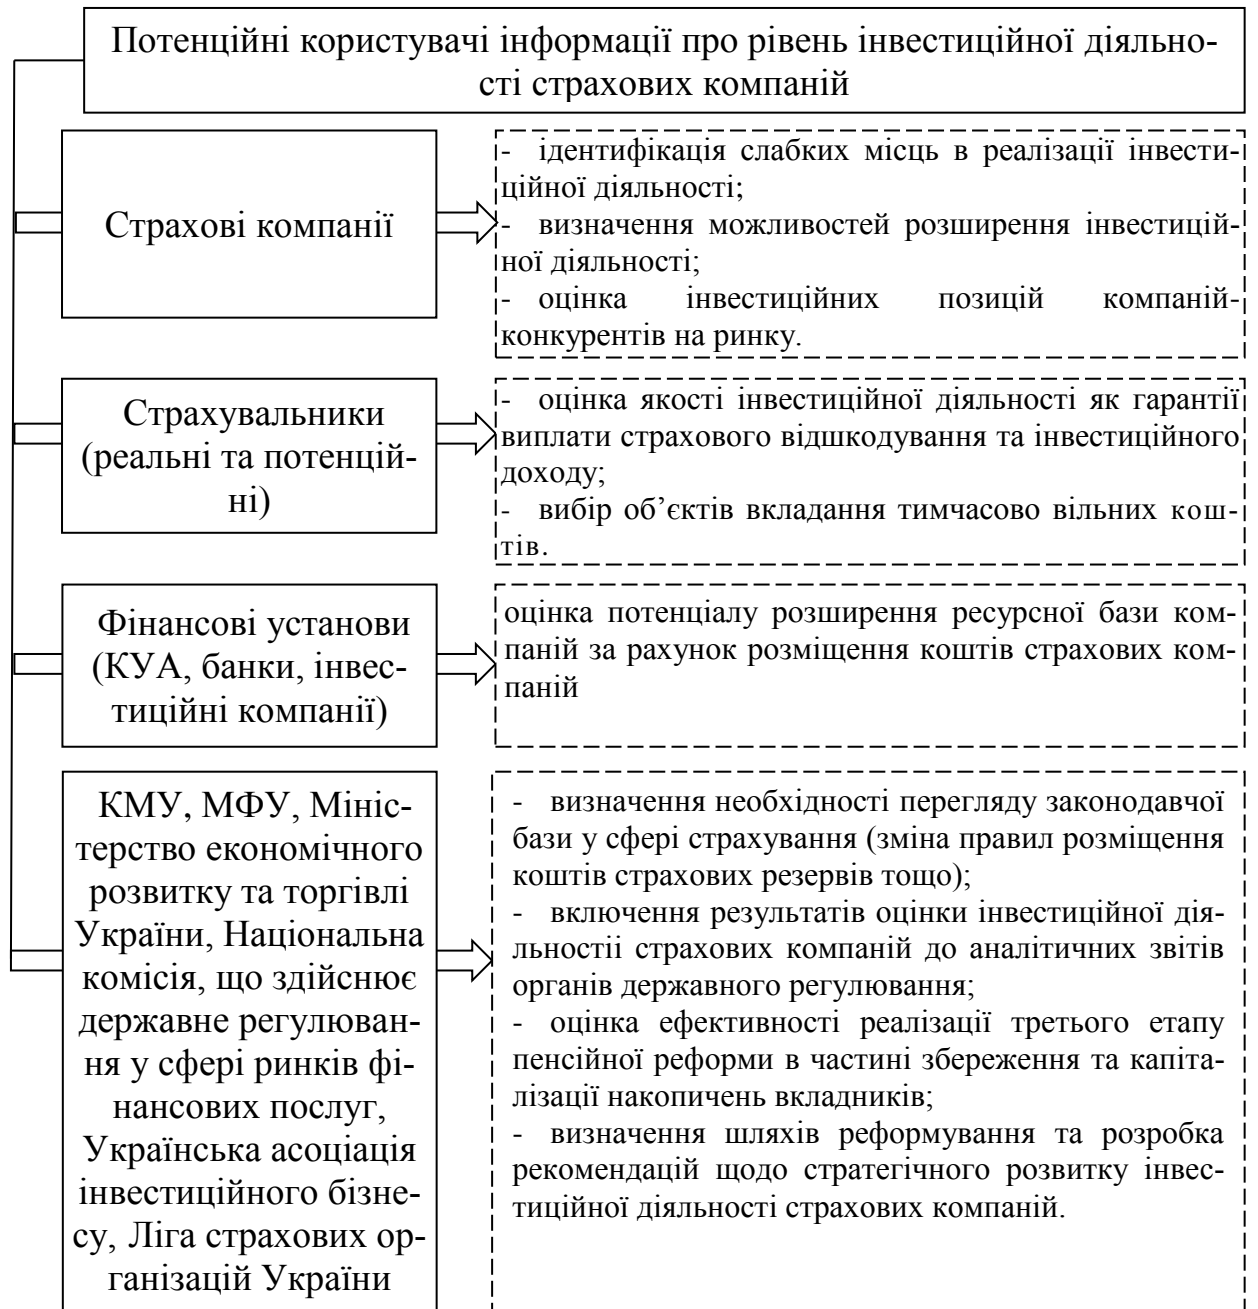 Потенційні користувачі інформації про рівень інвестиційної діяльно-
сті страхових компаній
Страхові компанії
- ідентифікація слабких місць в реалізації інвести-
ційної діяльності;
- визначення можливостей розширення інвестицій-
ної діяльності;
- оцінка інвестиційних позицій компаній-
конкурентів на ринку.
Страхувальники
(реальні та потенцій-
ні)
- оцінка якості інвестиційної діяльності як гарантії
виплати страхового відшкодування та інвестиційного
доходу;
- вибір об’єктів вкладання тимчасово вільних кош-
тів.
Фінансові установи
(КУА, банки, інвес-
тиційні компанії)
оцінка потенціалу розширення ресурсної бази ком-
паній за рахунок розміщення коштів страхових ком-
паній
КМУ, МФУ, Мініс-
терство економічного
розвитку та торгівлі
України, Національна
комісія, що здійснює
державне регулюван-
ня у сфері ринків фі-
нансових послуг,
Українська асоціація
інвестиційного бізне-
су, Ліга страхових ор-
ганізацій України
- визначення необхідності перегляду законодавчої
бази у сфері страхування (зміна правил розміщення
коштів страхових резервів тощо);
- включення результатів оцінки інвестиційної дія-
льностіі страхових компаній до аналітичних звітів
органів державного регулювання;
- оцінка ефективності реалізації третього етапу
пенсійної реформи в частині збереження та капіта-
лізації накопичень вкладників;
- визначення шляхів реформування та розробка
рекомендацій щодо стратегічного розвитку інвес-
тиційної діяльності страхових компаній.